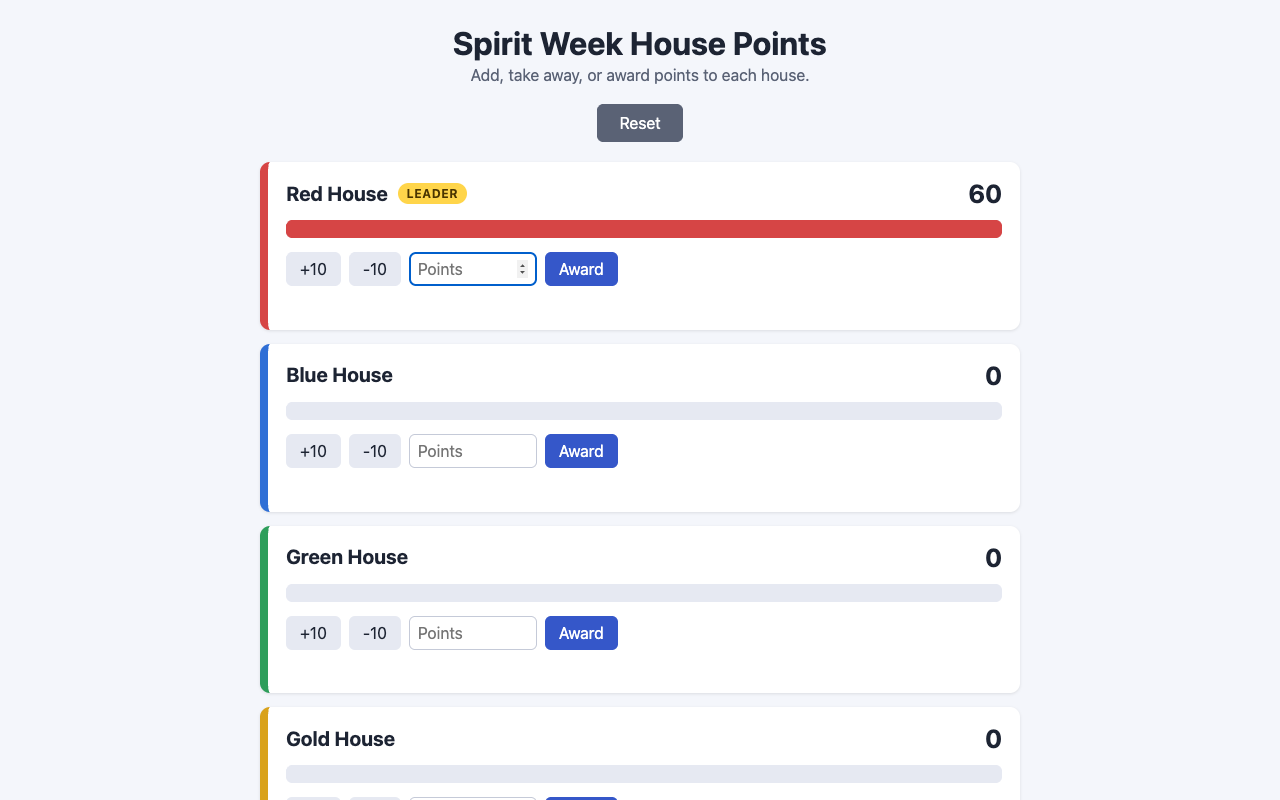 Spirit Week House Points
Add, take away, or award points to each house.
Reset
Red House LEADER 60
+10 -10 Points Award
Blue House 0
+10 -10 Points Award
Green House 0
+10 -10 Points Award
Gold House 0